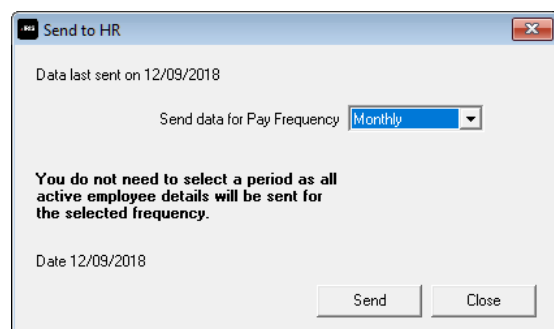 Send to HR
Data last sent on 12/09/2018
Send data for Pay Frequency Monthly
You do not need to select a period as all
active employee details will be sent for
the selected frequency.
Date 12/09/2018
Send Close